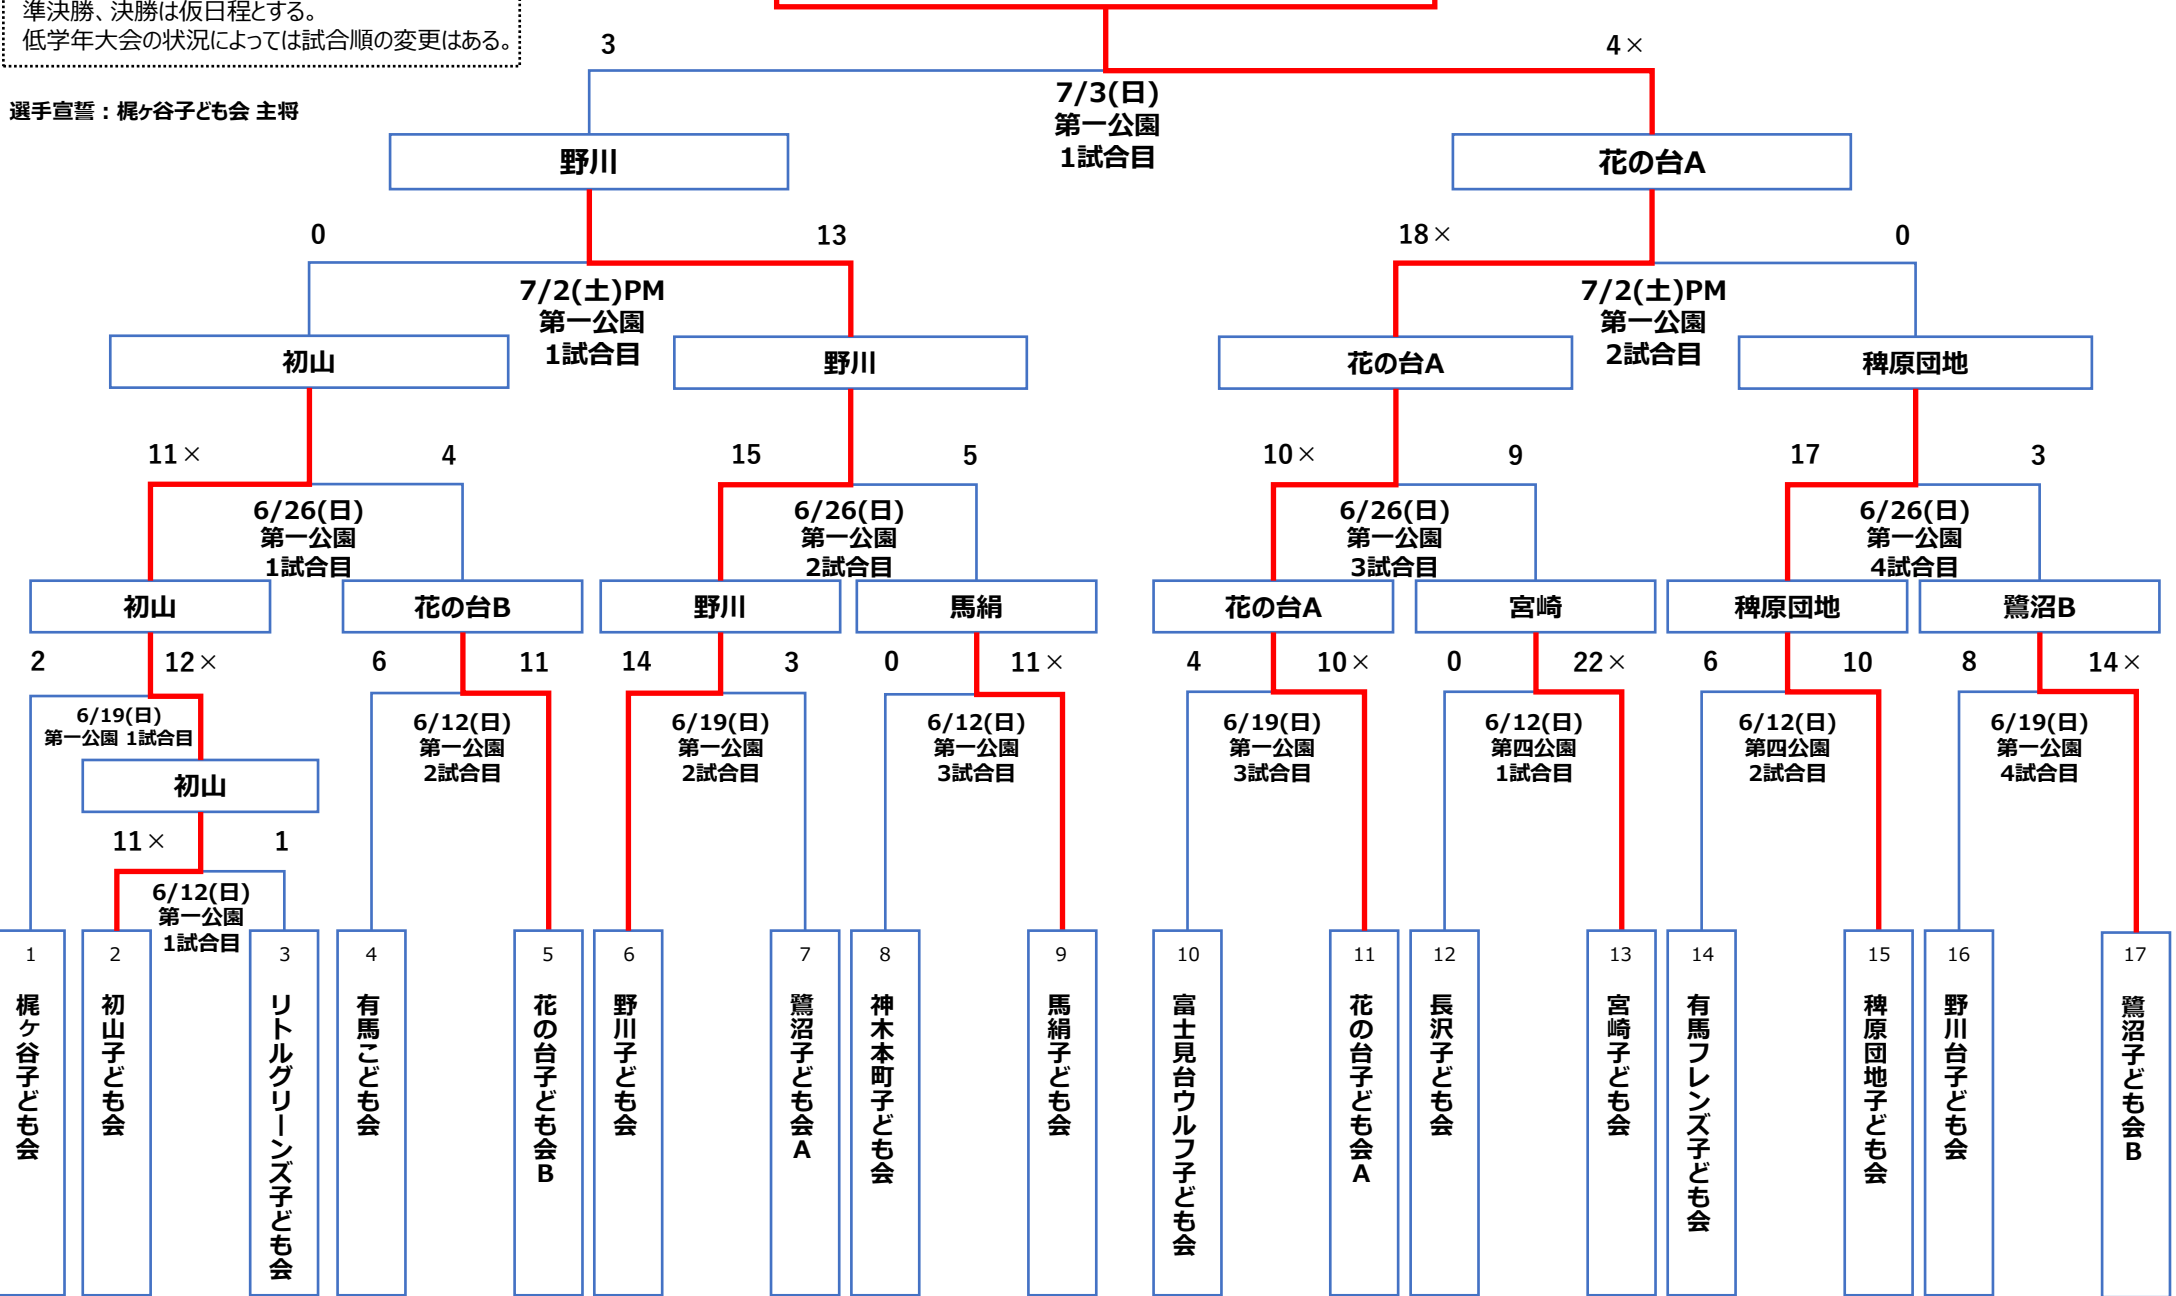 準決勝、決勝は仮日程とする。
低学年大会の状況によっては試合順の変更はある。
3
4×
選手宣誓：梶ヶ谷子ども会 主将
7/3(日)
第一公園
1試合目
野川
花の台A
0
13
18×
0
7/2(土)PM
第一公園
1試合目
7/2(土)PM
第一公園
2試合目
初山
野川
花の台A
稗原団地
11×
4
15
5
10×
9
17
3
6/26(日)
第一公園
1試合目
6/26(日)
第一公園
2試合目
6/26(日)
第一公園
3試合目
6/26(日)
第一公園
4試合目
初山
花の台B
野川
馬絹
花の台A
宮崎
稗原団地
鷺沼B
2
12×
6
11
14
3
0
11×
4
10×
0
22×
6
10
8
14×
6/19(日)
第一公園 1試合目
6/12(日)
第一公園
2試合目
6/19(日)
第一公園
2試合目
6/12(日)
第一公園
3試合目
6/19(日)
第一公園
3試合目
6/12(日)
第四公園
1試合目
6/12(日)
第四公園
2試合目
6/19(日)
第一公園
4試合目
初山
11×
1
6/12(日)
第一公園
1試合目
1
梶ヶ谷子ども会
2
初山子ども会
3
リトルグリーンズ子ども会
4
有馬こども会
5
花の台子ども会B
6
野川子ども会
7
鷺沼子ども会A
8
神木本町子ども会
9
馬絹子ども会
10
富士見台ウルフ子ども会
11
花の台子ども会A
12
長沢子ども会
13
宮崎子ども会
14
有馬フレンズ子ども会
15
稗原団地子ども会
16
野川台子ども会
17
鷺沼子ども会B